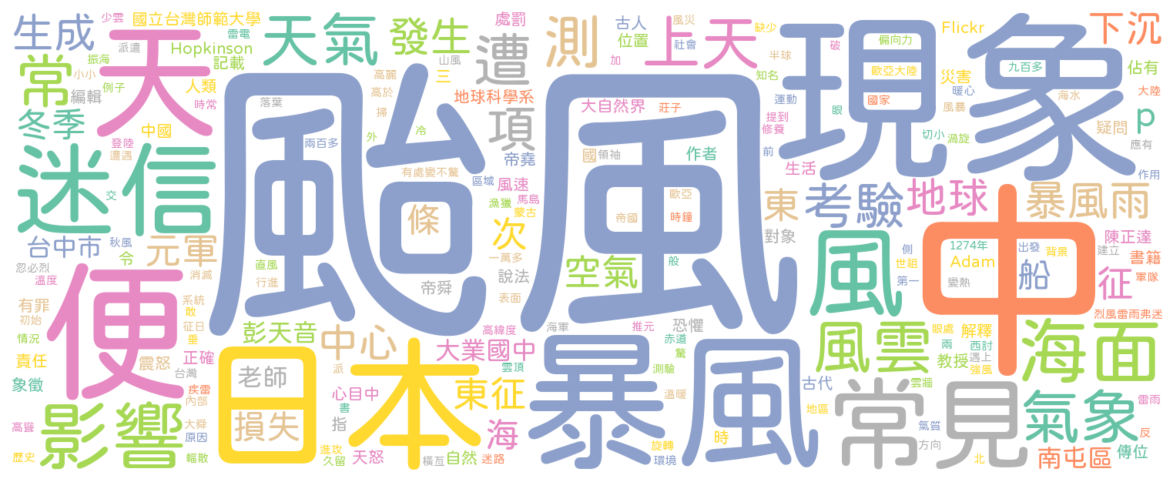 颱風
現象
中
天
便
日本
暴風
迷信
常見
影響
海面
風
風雲
氣象
上天
天氣
發生
生成
常
冬季
遭
測
項
條
次
空氣
東
考驗
地球
暴風雨
下沉
p
船
征
元軍
台中市
中心
東征
海
老師
損失
彭天音
大業國中
南屯區
傳位
少雲
國立台灣師範大學
派遣
雷電
Hopkinson
記載
編輯
振海
小小
例子
人類
時常
中國
登陸
遭遇
交
處罰
山風
三
高麗
高於
掃
地球科學系
外
冷
落葉
兩百多
有處變不驚
區域
風速
馬島
漁獵
蒙古
一萬多
說法
帝堯
帝舜
表面
直風
行進
令
秋風
忽必烈
溫度
消滅
有罪
初始
系統
敢
征日
重
情況
責任
正確
象徵
震怒
台灣
疾雷
內部
高聳
大舜
原因
歷史
幅散
古人
位置
風災
社會
缺少
加
半球
破
知名
大自然界
莊子
國
領袖
作者
提到
修養
前
生活
歐亞
帝國
時鐘
般
對象
運動
眼
偏向力
歐亞大陸
國家
Flickr
災害
暖心
風暴
切小
渦旋
九百多
海水
佔有
大陸
疑問
應有
作用
陳正達
書籍
建立
軍隊
1274年
出發
背景
側
世祖
Adam
第一
變熱
烈風雷雨弗迷
眼處
解釋
兩
西討
教授
遇上
強風
雲牆
雷雨
反
氣質
方向
北
地區
古代
時
旋轉
環境
溫暖
測驗
驚
赤道
推元
恐懼
海軍
高緯度
雲頂
派
心目中
書
指
進攻
久留
天怒
橫亙
自然
迷路